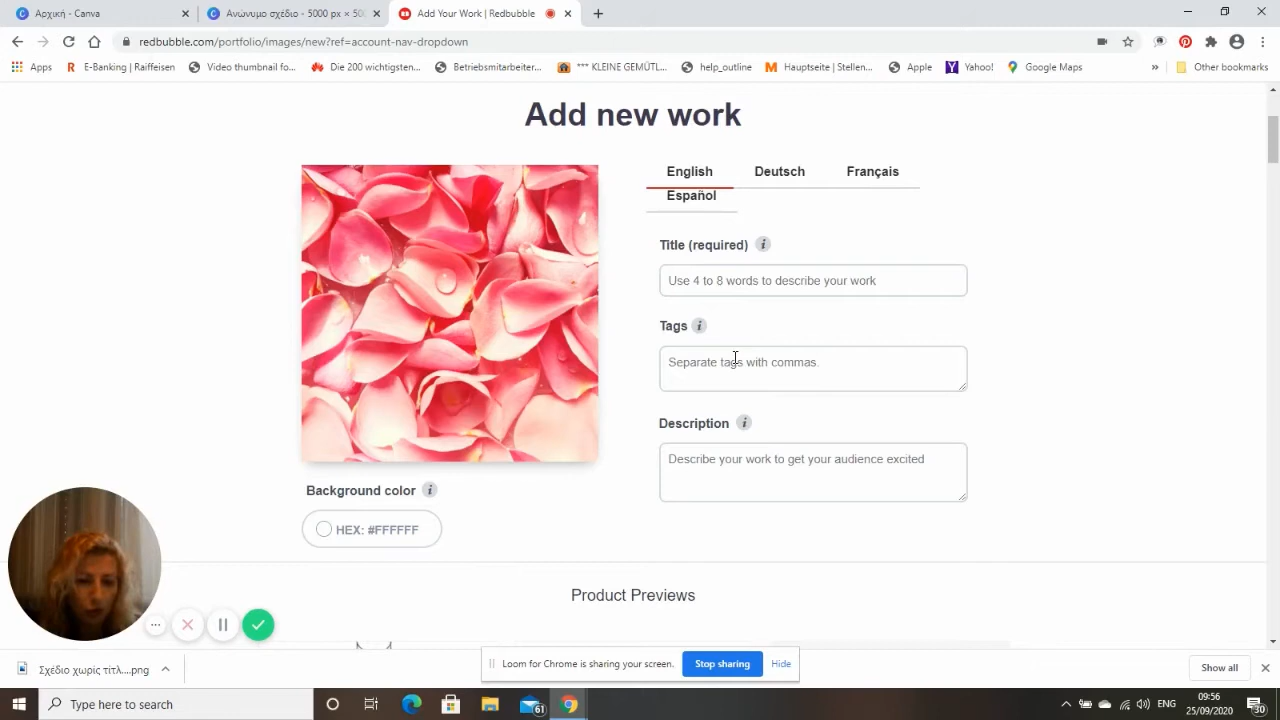 Αρχική - Canva
Ανώνυμο σχέδιο - 5000 px × 500
Add Your Work | Redbubble
redbubble.com/portfolio/images/new?ref=account-nav-dropdown
Apps
E-Banking | Raiffeisen
Video thumbnail fo...
Die 200 wichtigsten...
Betriebsmitarbeiter...
*** KLEINE GEMÜTL...
help_outline
Hauptseite | Stellen...
Apple
Yahoo!
Google Maps
»
Other bookmarks
Add new work
English
Deutsch
Français
Español
Title (required)
Use 4 to 8 words to describe your work
Tags
Separate tags with commas.
Description
Describe your work to get your audience excited
Background color
HEX: #FFFFFF
Product Previews
Loom for Chrome is sharing your screen.
Stop sharing
Hide
Σχέδιο χωρίς τίτλ....png
Show all
Type here to search
61
ENG
09:56
25/09/2020
30